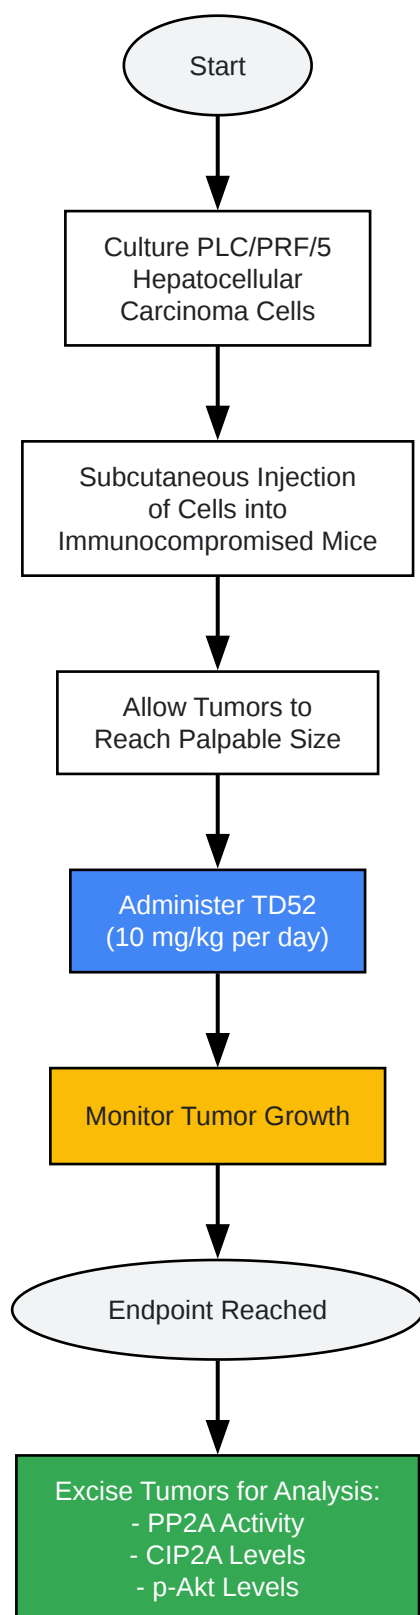 Start
Culture PLC/PRF/5
Hepatocellular
Carcinoma Cells
Subcutaneous Injection
of Cells into
Immunocompromised Mice
Allow Tumors to
Reach Palpable Size
Administer TD52
(10 mg/kg per day)
Monitor Tumor Growth
Endpoint Reached
Excise Tumors for Analysis:
- PP2A Activity
- CIP2A Levels
- p-Akt Levels